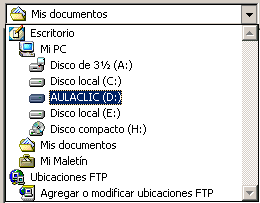 Mis documentos
Escritorio
Mi PC
Disco de 3½ (A:)
Disco local (C:)
AULACLIC (D:)
Disco local (E:)
Disco compacto (H:)
Mis documentos
Mi Maletín
Ubicaciones FTP
Agregar o modificar ubicaciones FTP